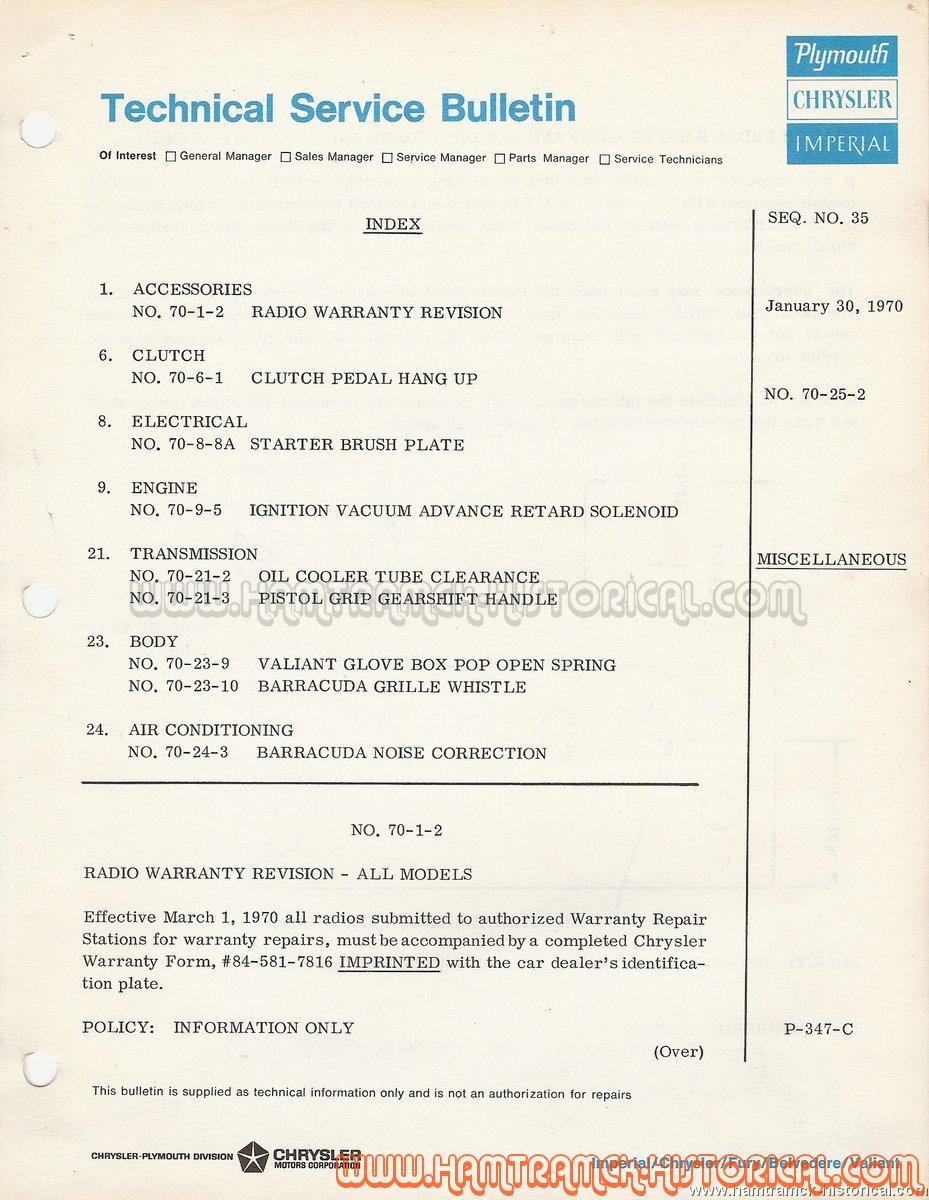 Plymouth
CHRYSLER
IMPERIAL
Technical Service Bulletin
Of Interest General Manager Sales Manager Service Manager Parts Manager Service Technicians
INDEX
SEQ. NO. 35
1. ACCESSORIES
NO. 70-1-2 RADIO WARRANTY REVISION
January 30, 1970
6. CLUTCH
NO. 70-6-1 CLUTCH PEDAL HANG UP
NO. 70-25-2
8. ELECTRICAL
NO. 70-8-8A STARTER BRUSH PLATE
9. ENGINE
NO. 70-9-5 IGNITION VACUUM ADVANCE RETARD SOLENOID
21. TRANSMISSION
MISCELLANEOUS
NO. 70-21-2 OIL COOLER TUBE CLEARANCE
NO. 70-21-3 PISTOL GRIP GEARSHIFT HANDLE
www.HamtramckHistorical.com
23. BODY
NO. 70-23-9 VALIANT GLOVE BOX POP OPEN SPRING
NO. 70-23-10 BARRACUDA GRILLE WHISTLE
24. AIR CONDITIONING
NO. 70-24-3 BARRACUDA NOISE CORRECTION
NO. 70-1-2
RADIO WARRANTY REVISION - ALL MODELS
Effective March 1, 1970 all radios submitted to authorized Warranty Repair
Stations for warranty repairs, must be accompanied by a completed Chrysler
Warranty Form, #84-581-7816 IMPRINTED with the car dealer's identifica-
tion plate.
POLICY: INFORMATION ONLY
P-347-C
(Over)
This bulletin is supplied as technical information only and is not an authorization for repairs
CHRYSLER-PLYMOUTH DIVISION CHRYSLER MOTORS CORPORATION
Imperial/Chrysler/Fury/Belvedere/Valiant
www.HamtramckHistorical.com
www.hamtramck-historical.com